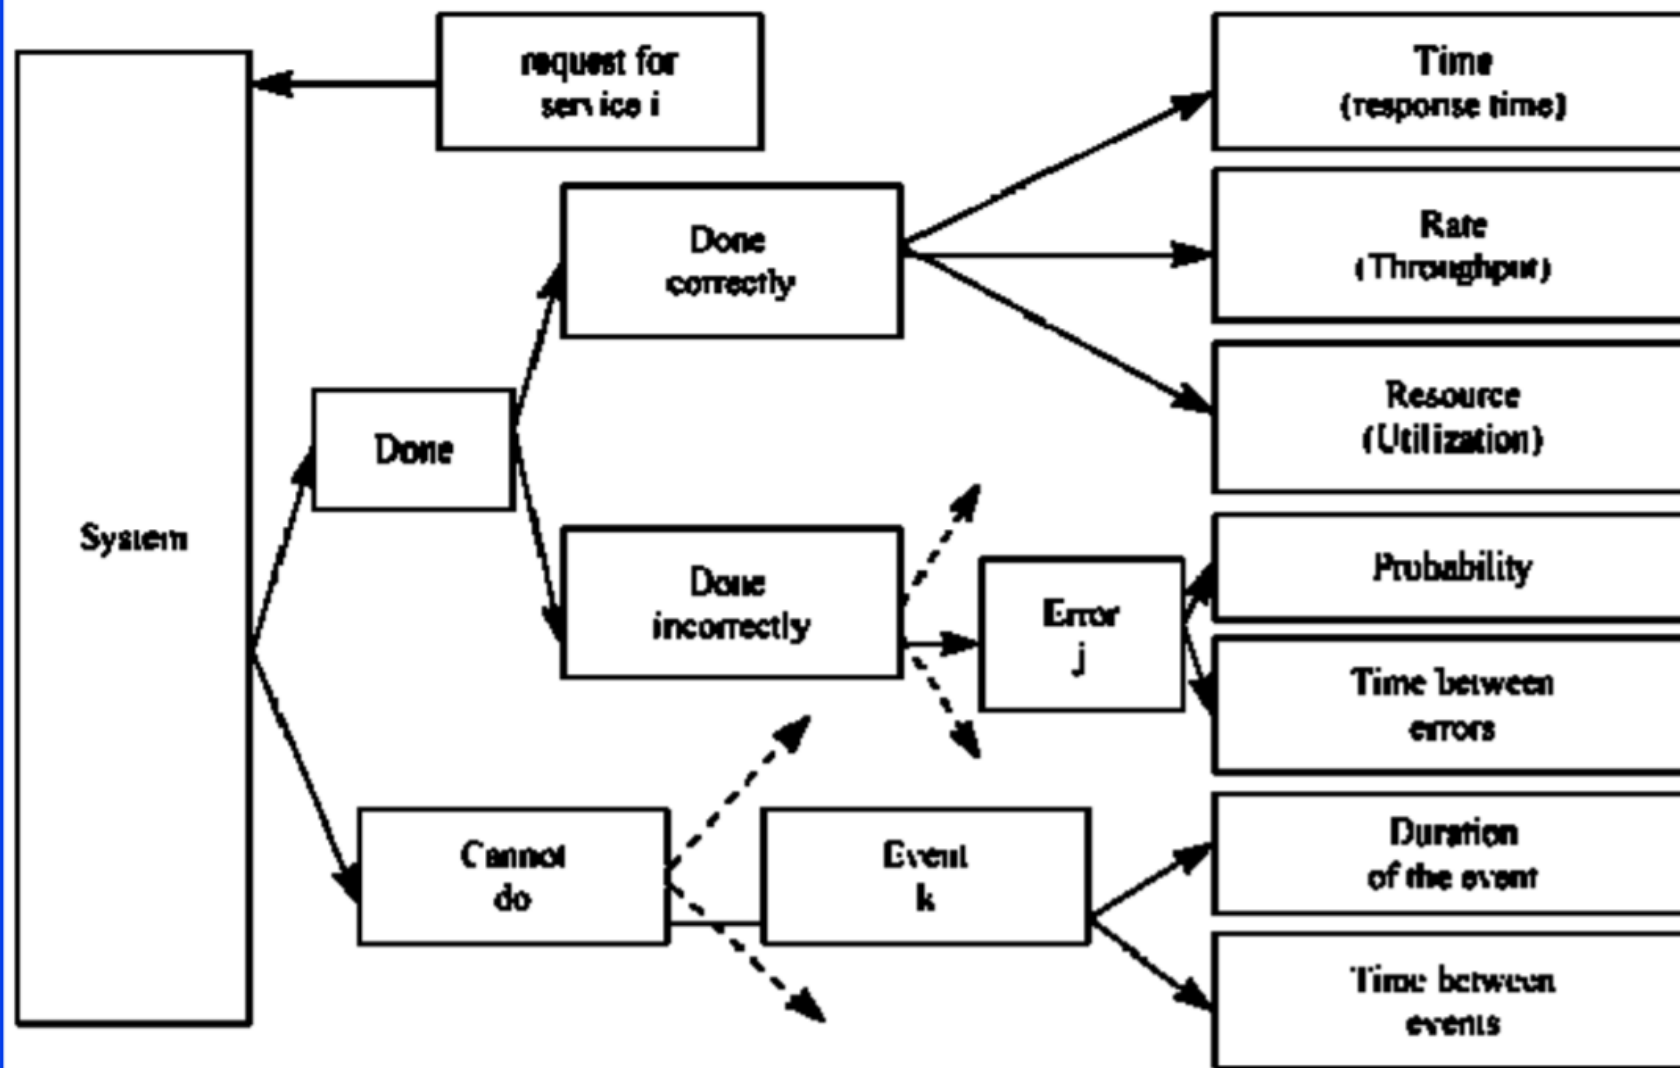 request for
service i
Time
(response time)
Done
correctly
Rate
(Throughput)
Resource
(Utilization)
Done
System
Done
incorrectly
Error
j
Probability
Time between
errors
Cannot
do
Event
k
Duration
of the event
Time between
events